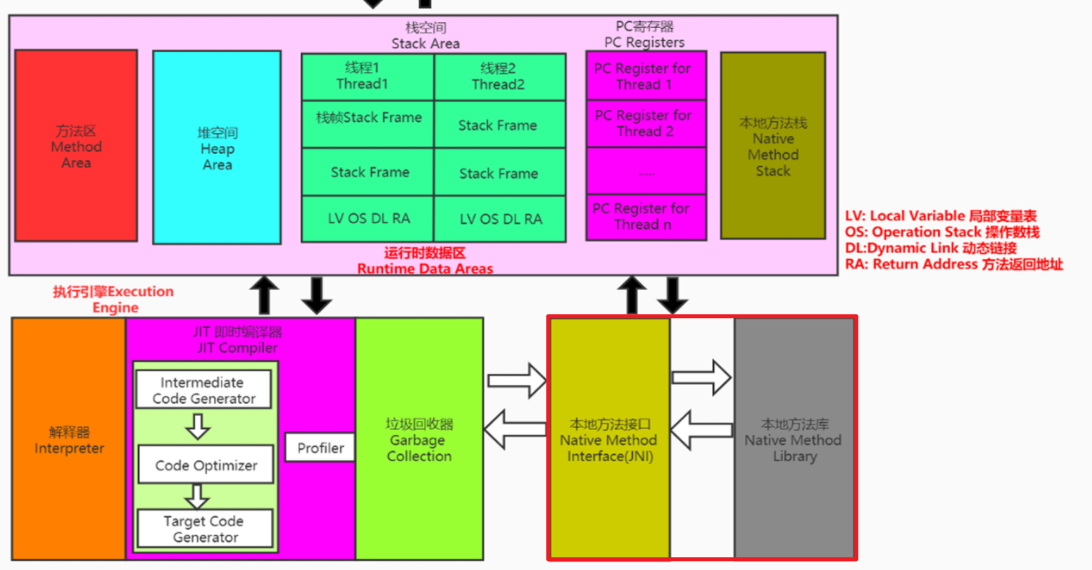 栈空间
Stack Area
PC寄存器
PC Registers
方法区
Method
Area
堆空间
Heap
Area
线程1
Thread1
线程2
Thread2
栈帧Stack Frame
Stack Frame
Stack Frame
Stack Frame
LV OS DL RA
LV OS DL RA
PC Register for
Thread 1
PC Register for
Thread 2
.....
PC Register for
Thread n
本地方法栈
Native
Method
Stack
运行时数据区
Runtime Data Areas
LV: Local Variable 局部变量表
OS: Operation Stack 操作数栈
DL:Dynamic Link 动态链接
RA: Return Address 方法返回地址
执行引擎Execution
Engine
解释器
Interpreter
JIT 即时编译器
JIT Compiler
Intermediate
Code Generator
Code Optimizer
Target Code
Generator
Profiler
垃圾回收器
Garbage
Collection
本地方法接口
Native Method
Interface(JNI)
本地方法库
Native Method
Library